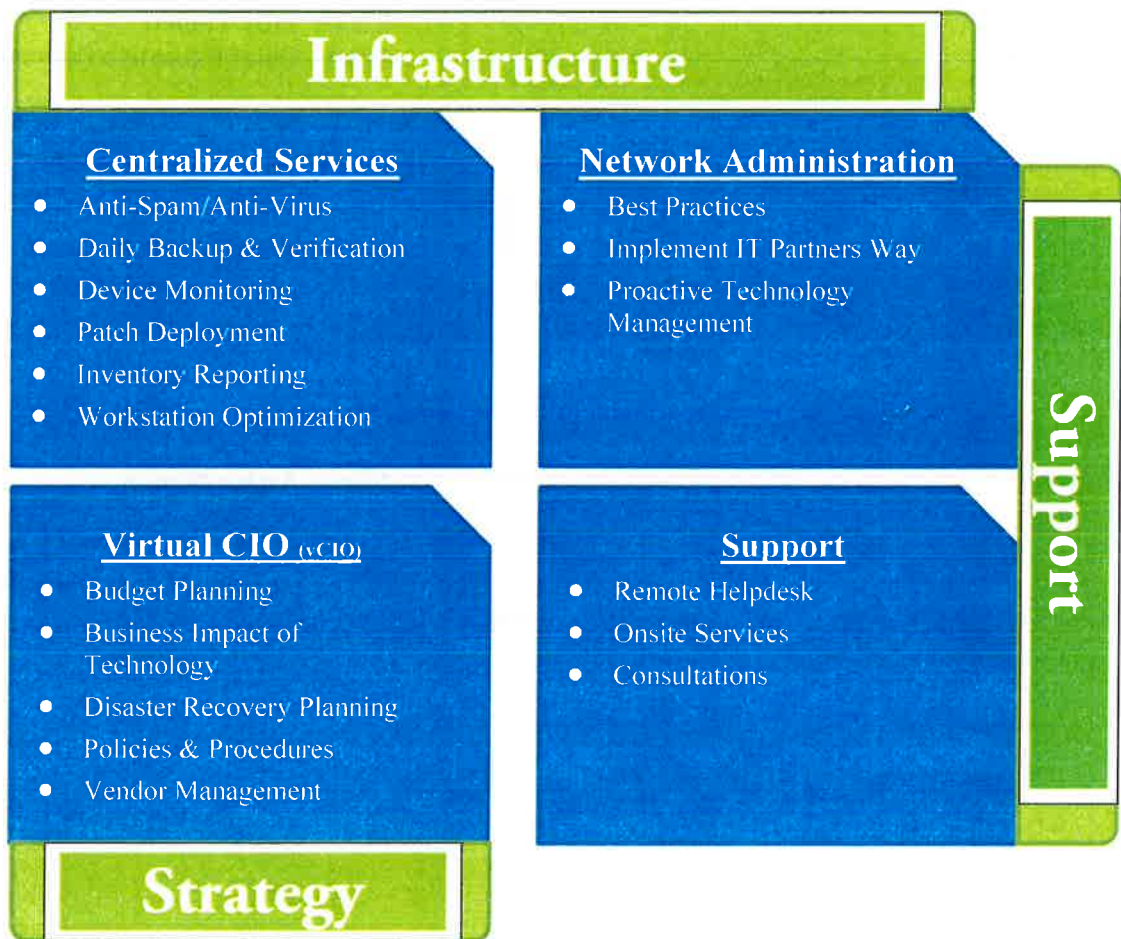 Infrastructure
Centralized Services
• Anti-Spam/Anti-Virus
• Daily Backup & Verification
• Device Monitoring
• Patch Deployment
• Inventory Reporting
• Workstation Optimization
Network Administration
• Best Practices
• Implement IT Partners Way
• Proactive Technology
Management
Support
Virtual CIO (vCIO)
• Budget Planning
• Business Impact of
Technology
• Disaster Recovery Planning
• Policies & Procedures
• Vendor Management
Support
• Remote Helpdesk
• Onsite Services
• Consultations
Strategy